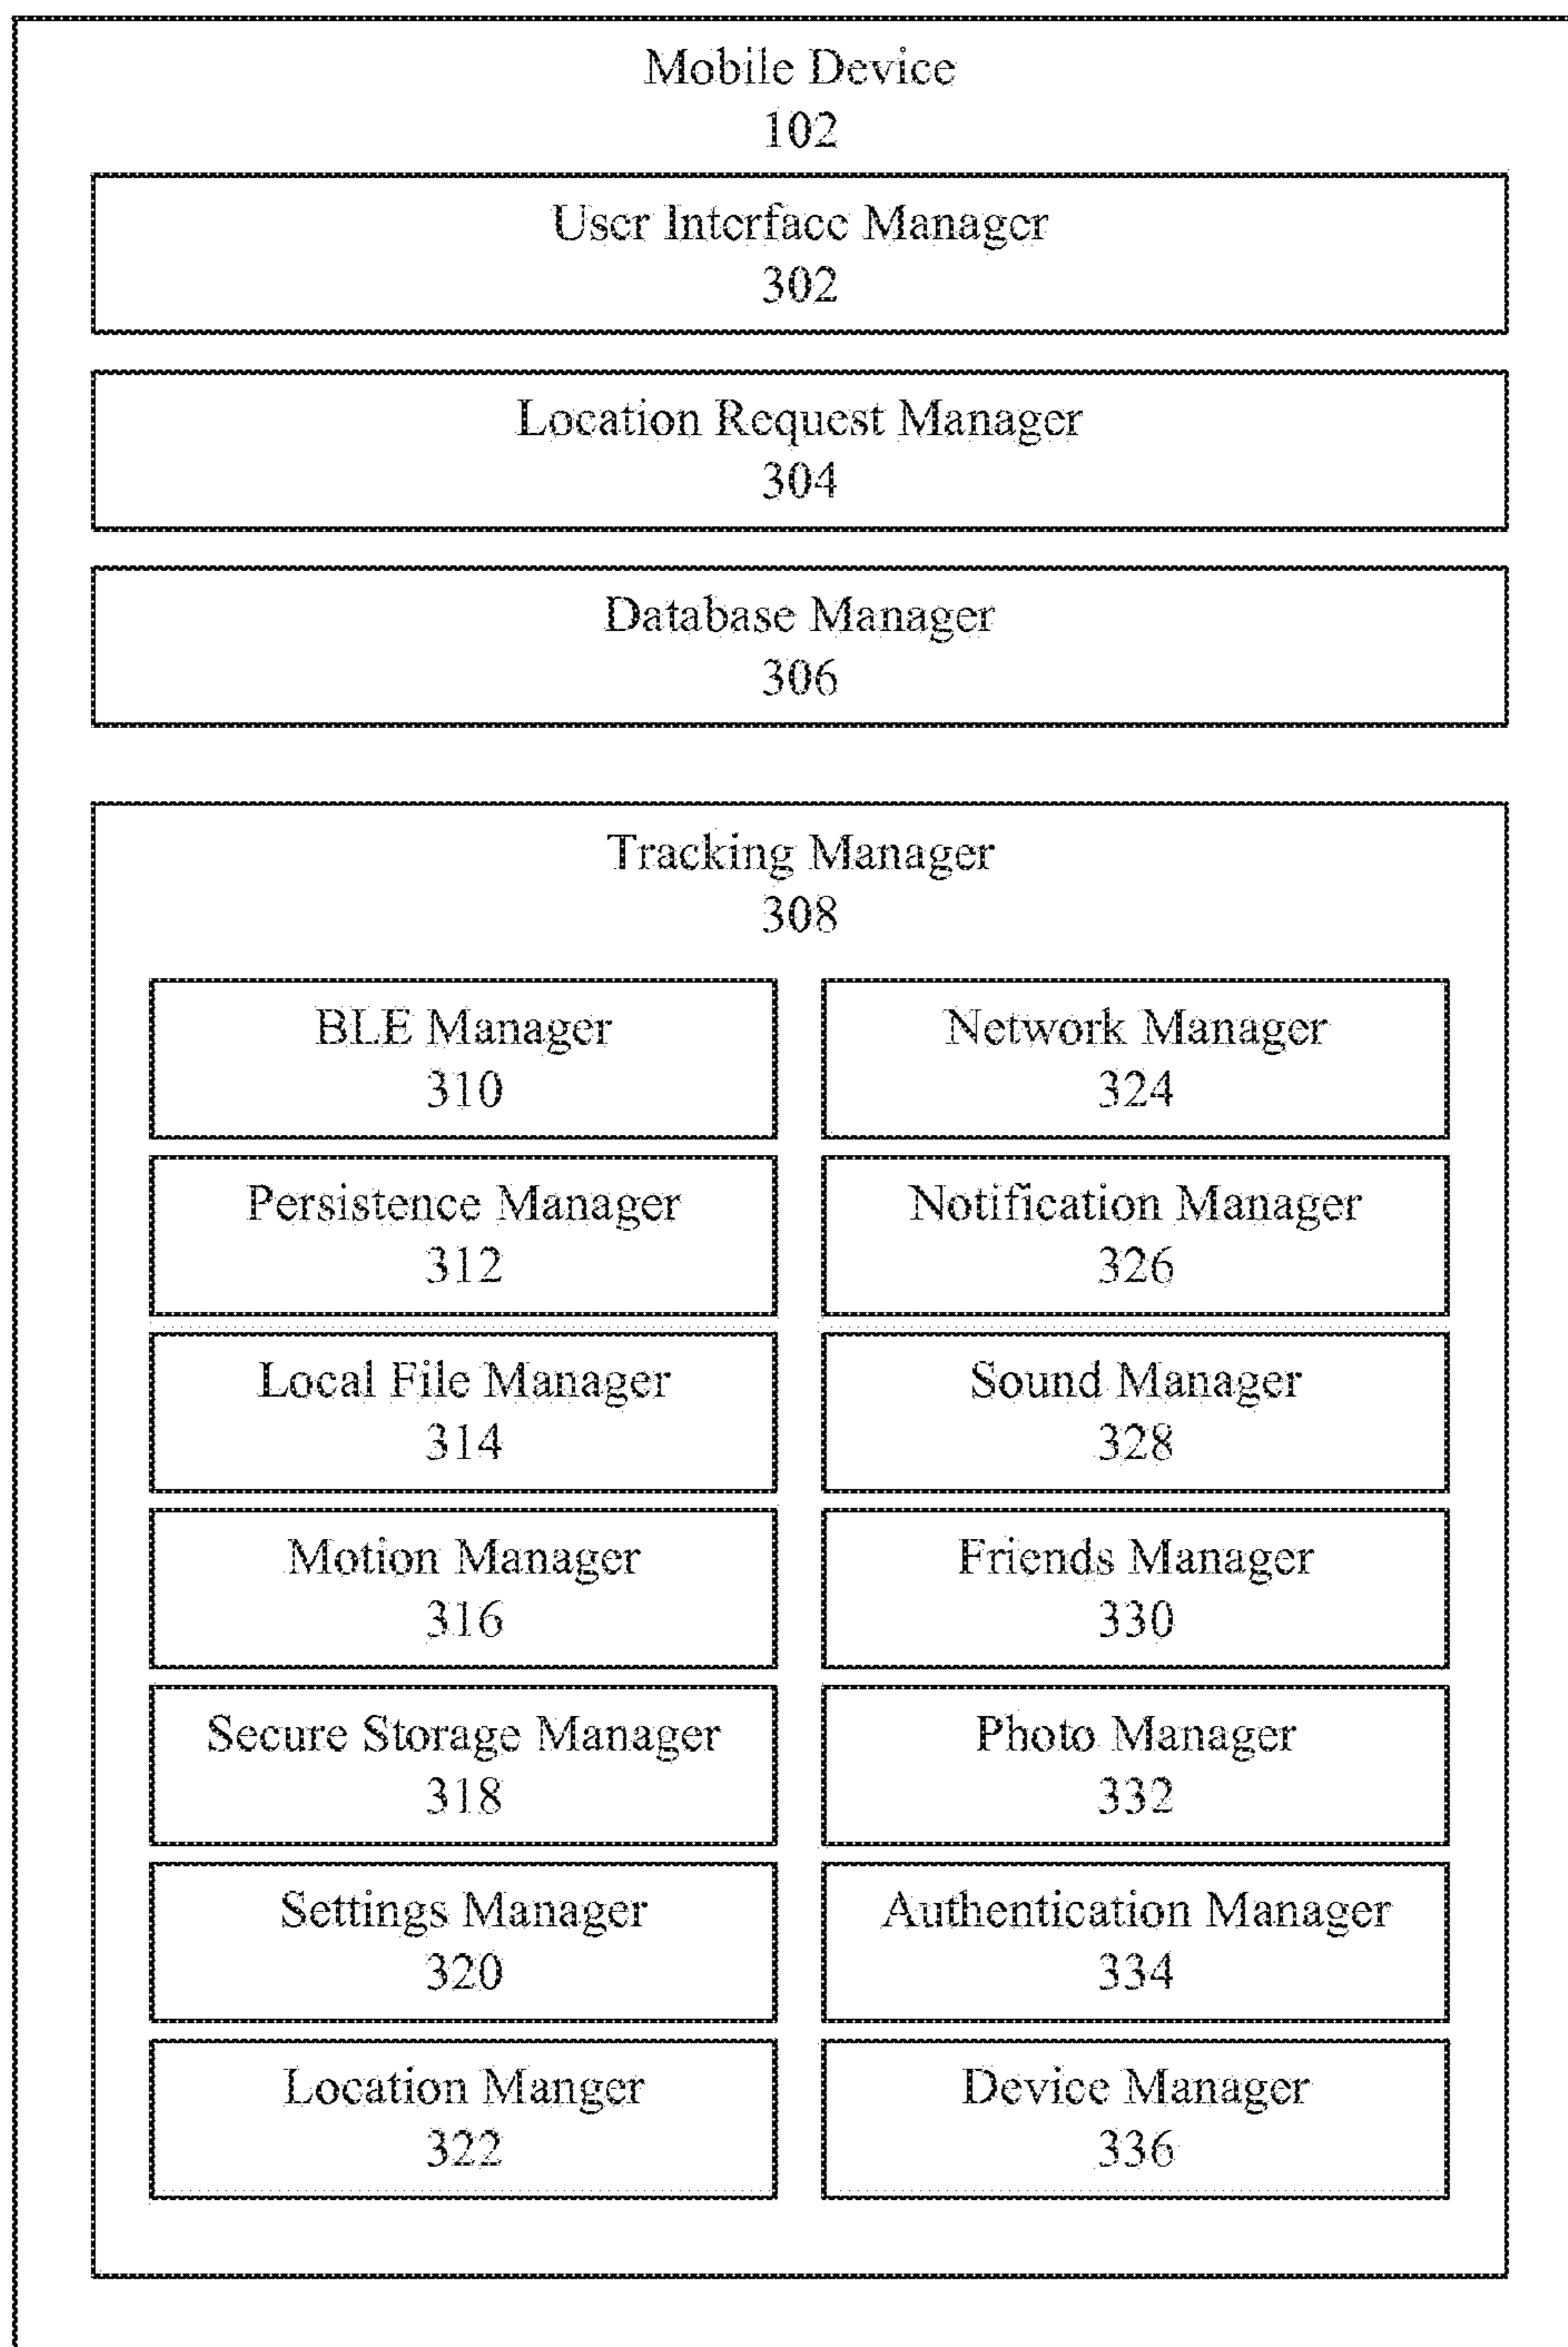 Mobile Device
102
User Interface Manager
302
Location Request Manager
304
Database Manager
306
Tracking Manager
308
BLE Manager
310
Persistence Manager
312
Local File Manager
314
Motion Manager
316
Secure Storage Manager
318
Settings Manager
320
Location Manger
322
Network Manager
324
Notification Manager
326
Sound Manager
328
Friends Manager
330
Photo Manager
332
Authentication Manager
334
Device Manager
336